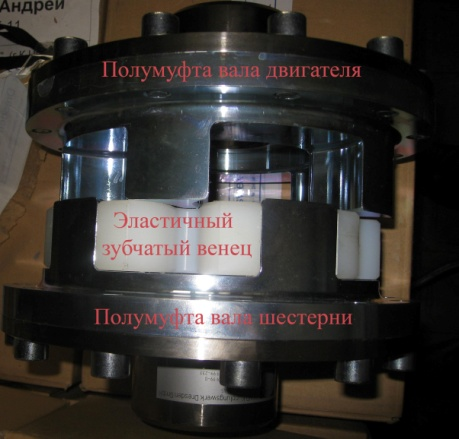 Андрей
Полумуфта вала двигателя
Эластичный
зубчатый венец
Полумуфта вала шестерни